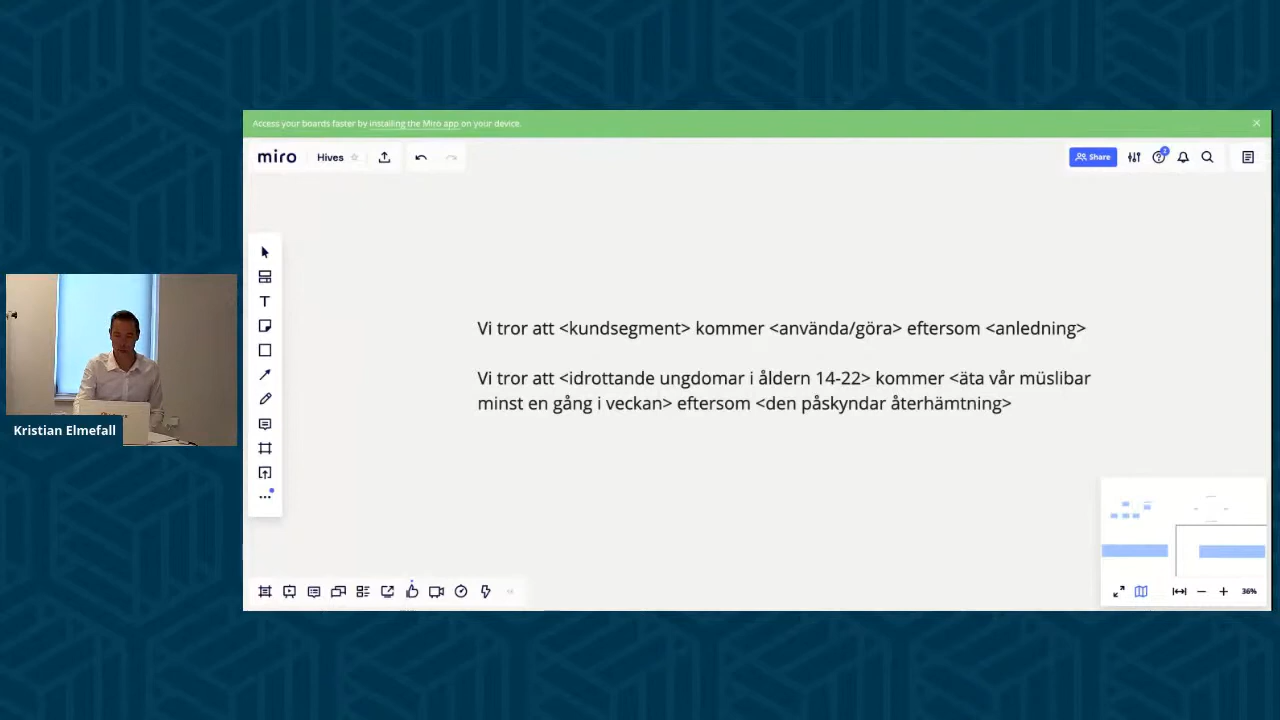 Access your boards faster by installing the Miro app on your device.
miro
Hives
Share
Vi tror att <kundsegment> kommer <använda/göra> eftersom <anledning>
Vi tror att <idrottande ungdomar i åldern 14-22> kommer <äta vår müslibar
minst en gång i veckan> eftersom <den påskyndar återhämtning>
Kristian Elmefall
36%